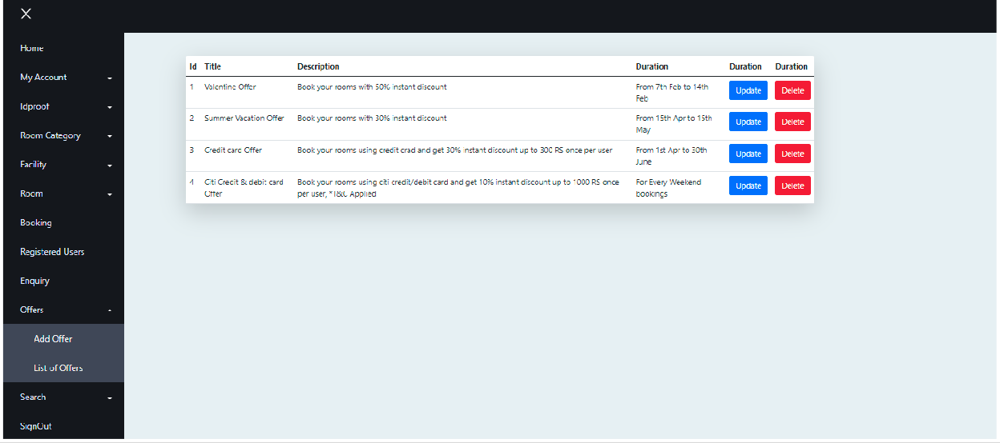 X
Home
My Account
Idproof
Room Category
Facility
Room
Booking
Registered Users
Enquiry
Offers
Add Offer
List of Offers
Search
SignOut
Id Title Description Duration Duration Duration
1 Valentine Offer Book your rooms with 50% instant discount From 7th Feb to 14th
Feb Update Delete
2 Summer Vacation Offer Book your rooms with 30% instant discount From 15th Apr to 15th
May Update Delete
3 Credit card Offer Book your rooms using credit crad and get 30% instant discount up to 300 RS once per user From 1st Apr to 30th
June Update Delete
4 Citi Credit & debit card Book your rooms using citi credit/debit card and get 10% instant discount up to 1000 RS once For Every Weekend
Offer per user, *T&C Applied bookings Update Delete